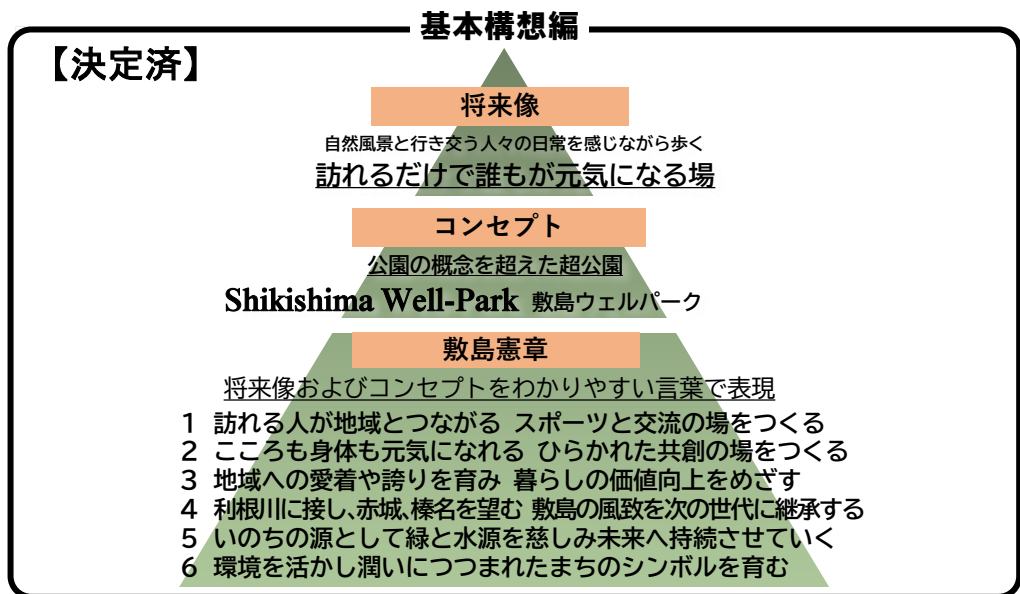 基本構想編
【決定済】
将来像
自然風景と行き交う人々の日常を感じながら歩く
訪れるだけで誰もが元気になる場
コンセプト
公園の概念を超えた超公園
Shikishima Well-Park 敷島ウェルパーク
敷島憲章
将来像およびコンセプトをわかりやすい言葉で表現
1 訪れる人が地域とつながる スポーツと交流の場をつくる
2 こころも身体も元気になれる ひらかれた共創の場をつくる
3 地域への愛着や誇りを育み 暮らしの価値向上をめざす
4 利根川に接し、赤城、榛名を望む 敷島の風致を次の世代に継承する
5 いのちの源として緑と水源を慈しみ未来へ持続させていく
6 環境を活かし潤いにつつまれたまちのシンボルを育む